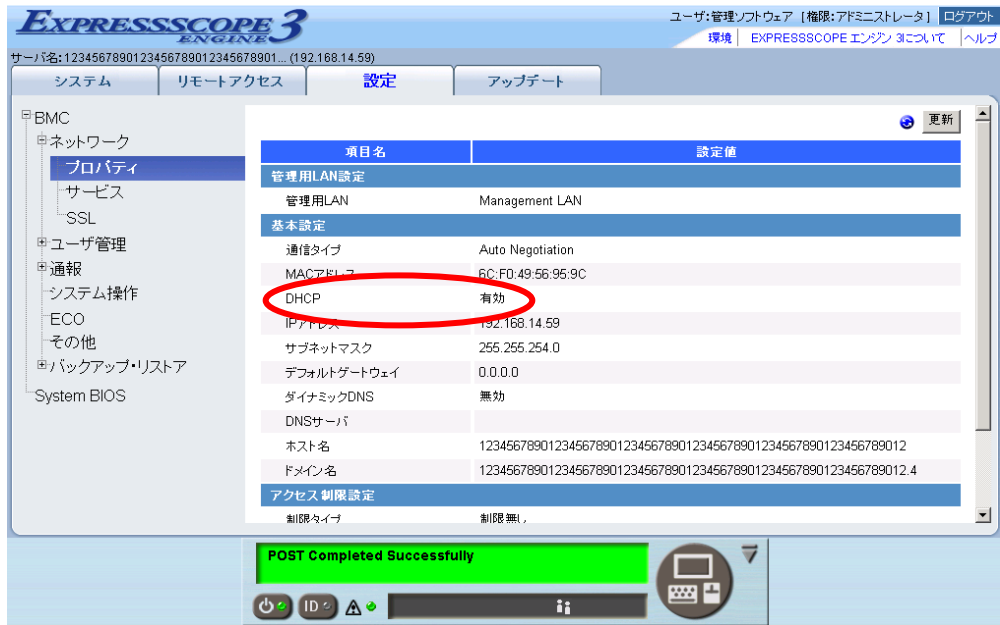 EXPRESSSCOPE ENGINE 3
ユーザ:管理ソフトウェア [権限:アドミニストレータ] ログアウト
環境 EXPRESSSCOPE エンジン 3について ヘルプ
サーバ名:1234567890123456789012345678901... (192.168.14.59)
システム リモートアクセス 設定 アップデート
BMC
ネットワーク
プロパティ
サービス
SSL
ユーザ管理
通報
システム操作
ECO
その他
バックアップ・リストア
System BIOS
更新
項目名 設定値
管理用LAN設定
管理用LAN Management LAN
基本設定
通信タイプ Auto Negotiation
MACアドレス 6C:F0:49:56:95:9C
DHCP 有効
IPアドレス 192.168.14.59
サブネットマスク 255.255.254.0
デフォルトゲートウェイ 0.0.0.0
ダイナミックDNS 無効
DNSサーバ
ホスト名 12345678901234567890123456789012345678901234567890123456789012
ドメイン名 12345678901234567890123456789012345678901234567890123456789012.4
アクセス制限設定
制限タイプ 制限無し
POST Completed Successfully
ID